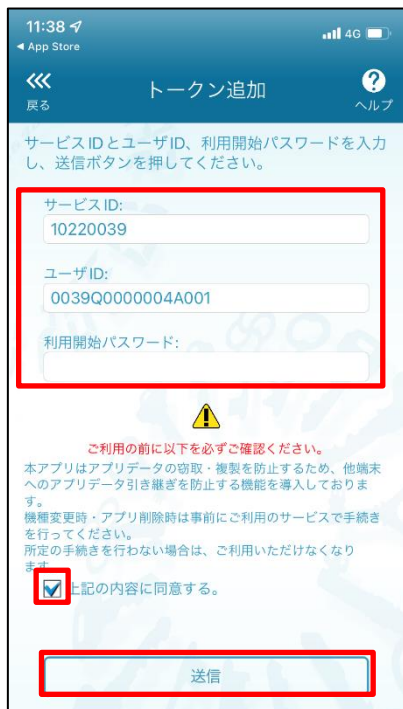 11:38
4G
◀ App Store
トークン追加
?
戻る
ヘルプ
サービスIDとユーザID、利用開始パスワードを入力
し、送信ボタンを押してください。
サービスID:
10220039
ユーザID:
0039Q0000004A001
利用開始パスワード:
ご利用の前に以下を必ずご確認ください。
本アプリはアプリデータの窃取・複製を防止するため、他端末
へのアプリデータ引き継ぎを防止する機能を導入しておりま
す。
機種変更時・アプリ削除時は事前にご利用のサービスで手続き
を行ってください。
所定の手続きを行わない場合は、ご利用いただけなくなり
ます。
上記の内容に同意する。
送信